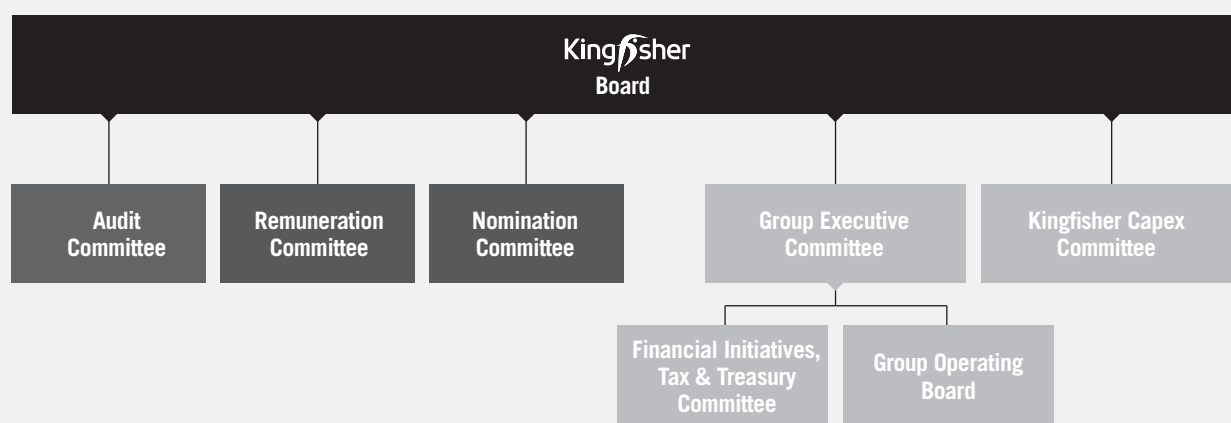 Kingfisher
Board
Audit
Committee
Remuneration
Committee
Nomination
Committee
Group Executive
Committee
Kingfisher Capex
Committee
Financial Initiatives,
Tax & Treasury
Committee
Group Operating
Board